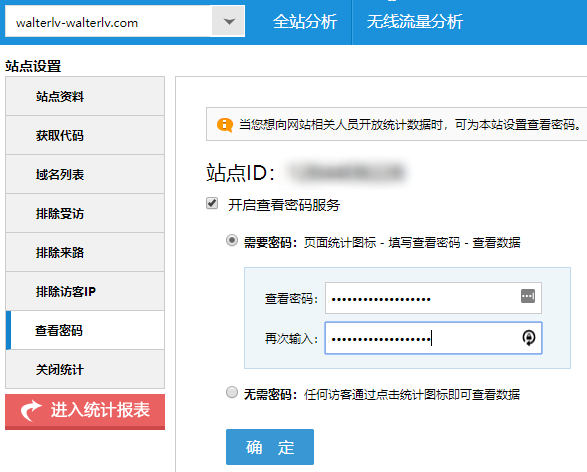 walterlv-walterlv.com
全站分析
无线流量分析
站点设置
站点资料
获取代码
域名列表
排除受访
排除来路
排除访客IP
查看密码
关闭统计
进入统计报表
当您想向网站相关人员开放统计数据时，可为本站设置查看密码。
站点ID：
开启查看密码服务
需要密码：页面统计图标 - 填写查看密码 - 查看数据
查看密码：
再次输入：
无需密码：任何访客通过点击统计图标即可查看数据
确 定